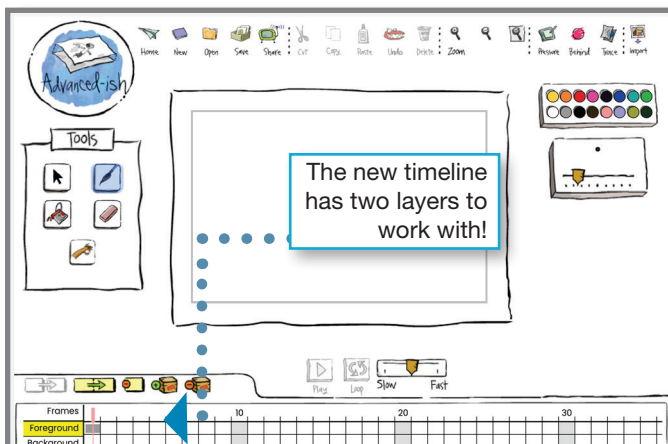 Advanced-ish
Home New Open Save Share Cut Copy Paste Undo Delete Zoom Pressure Behind Trace Import
Tools
The new timeline
has two layers to
work with!
Play Loop Slow Fast
Frames 10 20 30
Foreground
Background